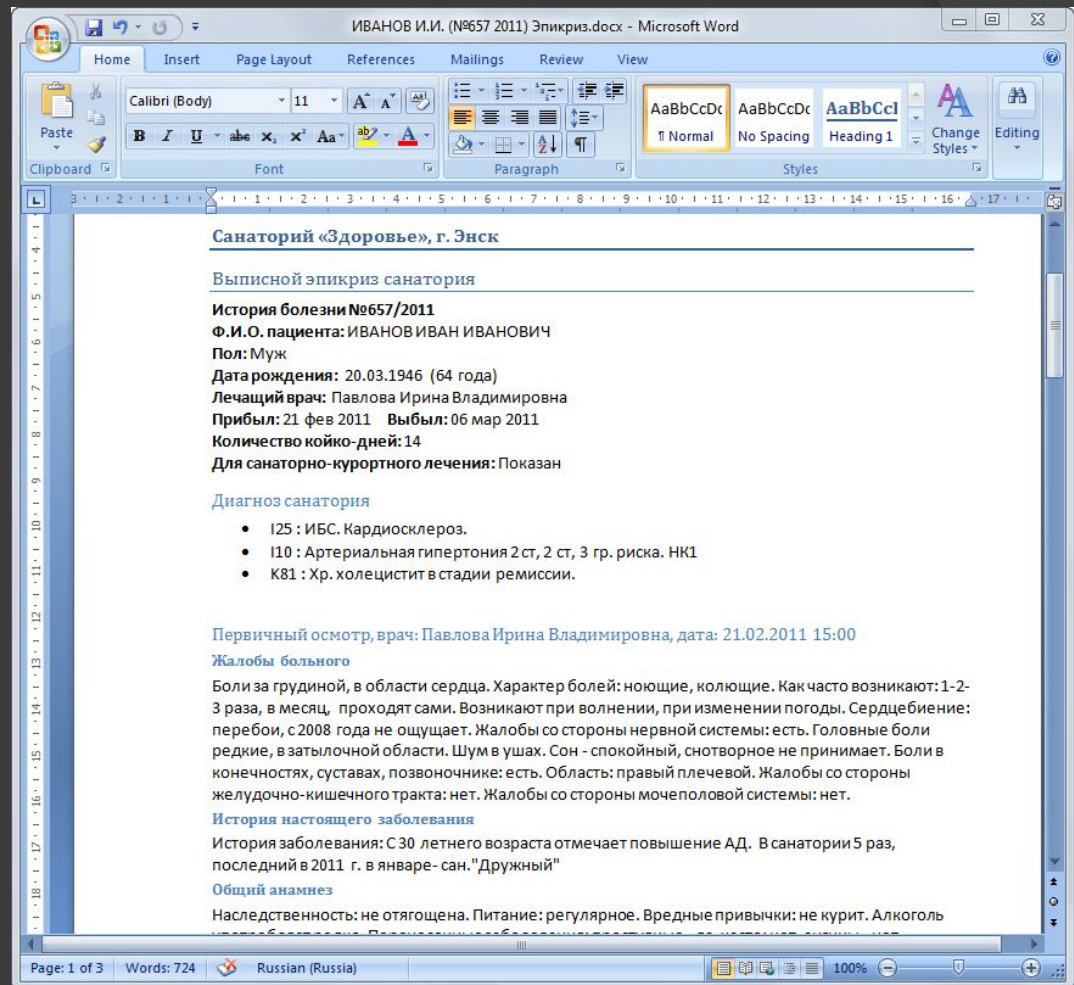 ИВАНОВ И.И. (№657 2011) Эпикриз.docx - Microsoft Word
Home Insert Page Layout References Mailings Review View
Calibri (Body) 11
AaBbCcDc AaBbCcDc AaBbCcl
Paste
¶ Normal No Spacing Heading 1
Change Styles
Editing
Clipboard Font Paragraph Styles
Санаторий «Здоровье», г. Энск
Выписной эпикриз санатория
История болезни №657/2011
Ф.И.О. пациента: ИВАНОВ ИВАН ИВАНОВИЧ
Пол: Муж
Дата рождения: 20.03.1946 (64 года)
Лечащий врач: Павлова Ирина Владимировна
Прибыл: 21 фев 2011 Выбыл: 06 мар 2011
Количество койко-дней: 14
Для санаторно-курортного лечения: Показан
Диагноз санатория
• I25 : ИБС. Кардиосклероз.
• I10 : Артериальная гипертония 2 ст, 2 ст, 3 гр. риска. НК1
• K81 : Хр. холецистит в стадии ремиссии.
Первичный осмотр, врач: Павлова Ирина Владимировна, дата: 21.02.2011 15:00
Жалобы больного
Боли за грудиной, в области сердца. Характер болей: ноющие, колющие. Как часто возникают: 1-2-
3 раза, в месяц, проходят сами. Возникают при волнении, при изменении погоды. Сердцебиение:
перебои, с 2008 года не ощущает. Жалобы со стороны нервной системы: есть. Головные боли
редкие, в затылочной области. Шум в ушах. Сон - спокойный, снотворное не принимает. Боли в
конечностях, суставах, позвоночнике: есть. Область: правый плечевой. Жалобы со стороны
желудочно-кишечного тракта: нет. Жалобы со стороны мочеполовой системы: нет.
История настоящего заболевания
История заболевания: С 30 летнего возраста отмечает повышение АД. В санатории 5 раз,
последний в 2011 г. в январе- сан."Дружный"
Общий анамнез
Наследственность: не отягощена. Питание: регулярное. Вредные привычки: не курит. Алкоголь
Page: 1 of 3 Words: 724 Russian (Russia) 100%